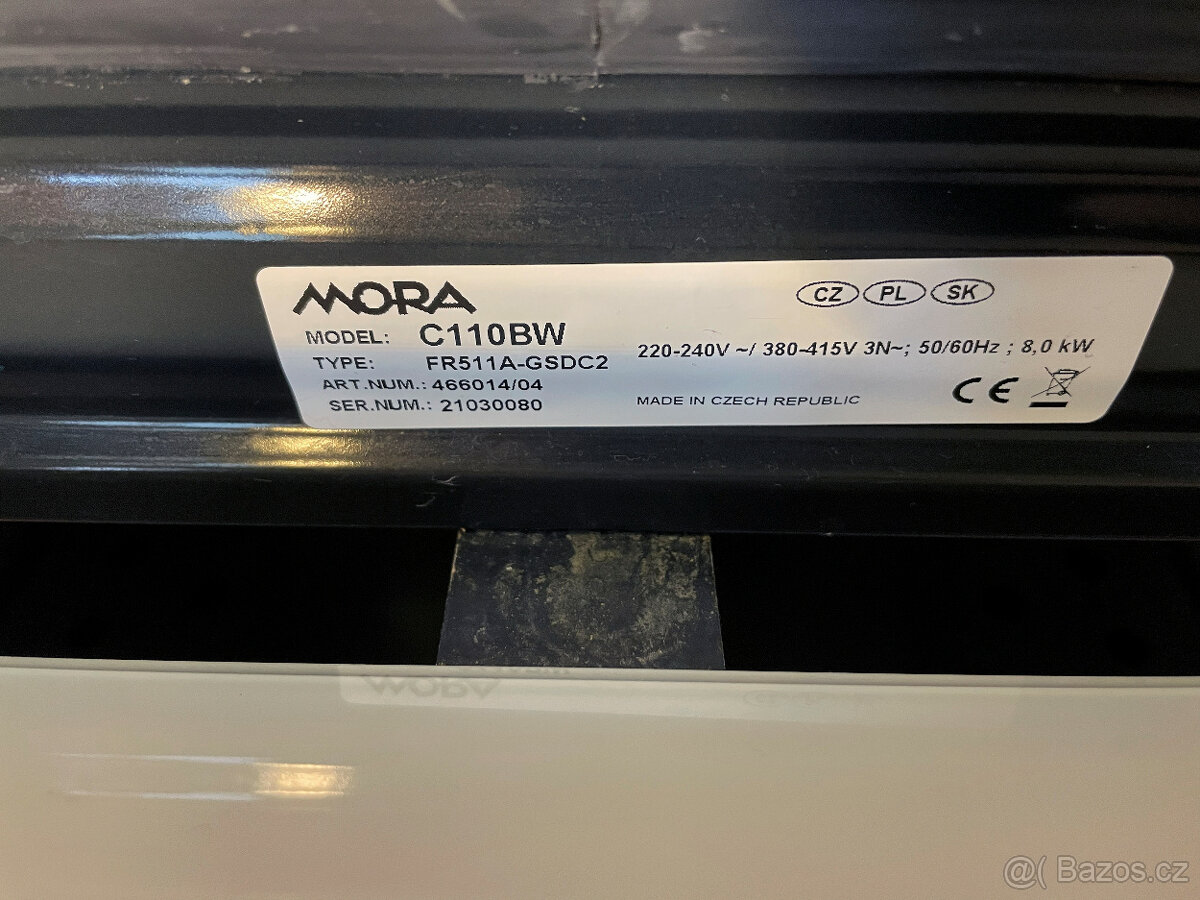 MORA
CZ PL SK
MODEL: C110BW
TYPE: FR511A-GSDC2
220-240V ~/ 380-415V 3N~; 50/60Hz ; 8,0 kW
ART.NUM.: 466014/04
SER.NUM.: 21030080
MADE IN CZECH REPUBLIC
CE
@( Bazos.cz